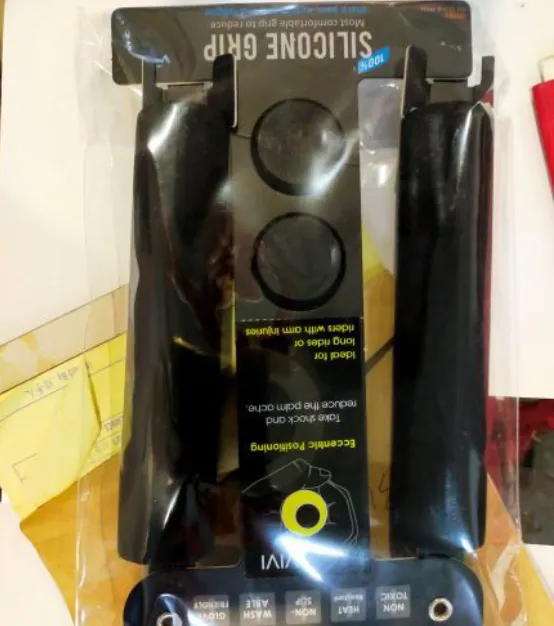 NON TOXIC
HEAT Resistant
NON-SLIP
WASH ABLE
GLOVE FRIENDLY
Eccentric Positioning
Take shock and
reduce the palm ache.
Ideal for
long rides or
riders with arm injuries
100%
SILICONE GRIP
Most comfortable grip to reduce